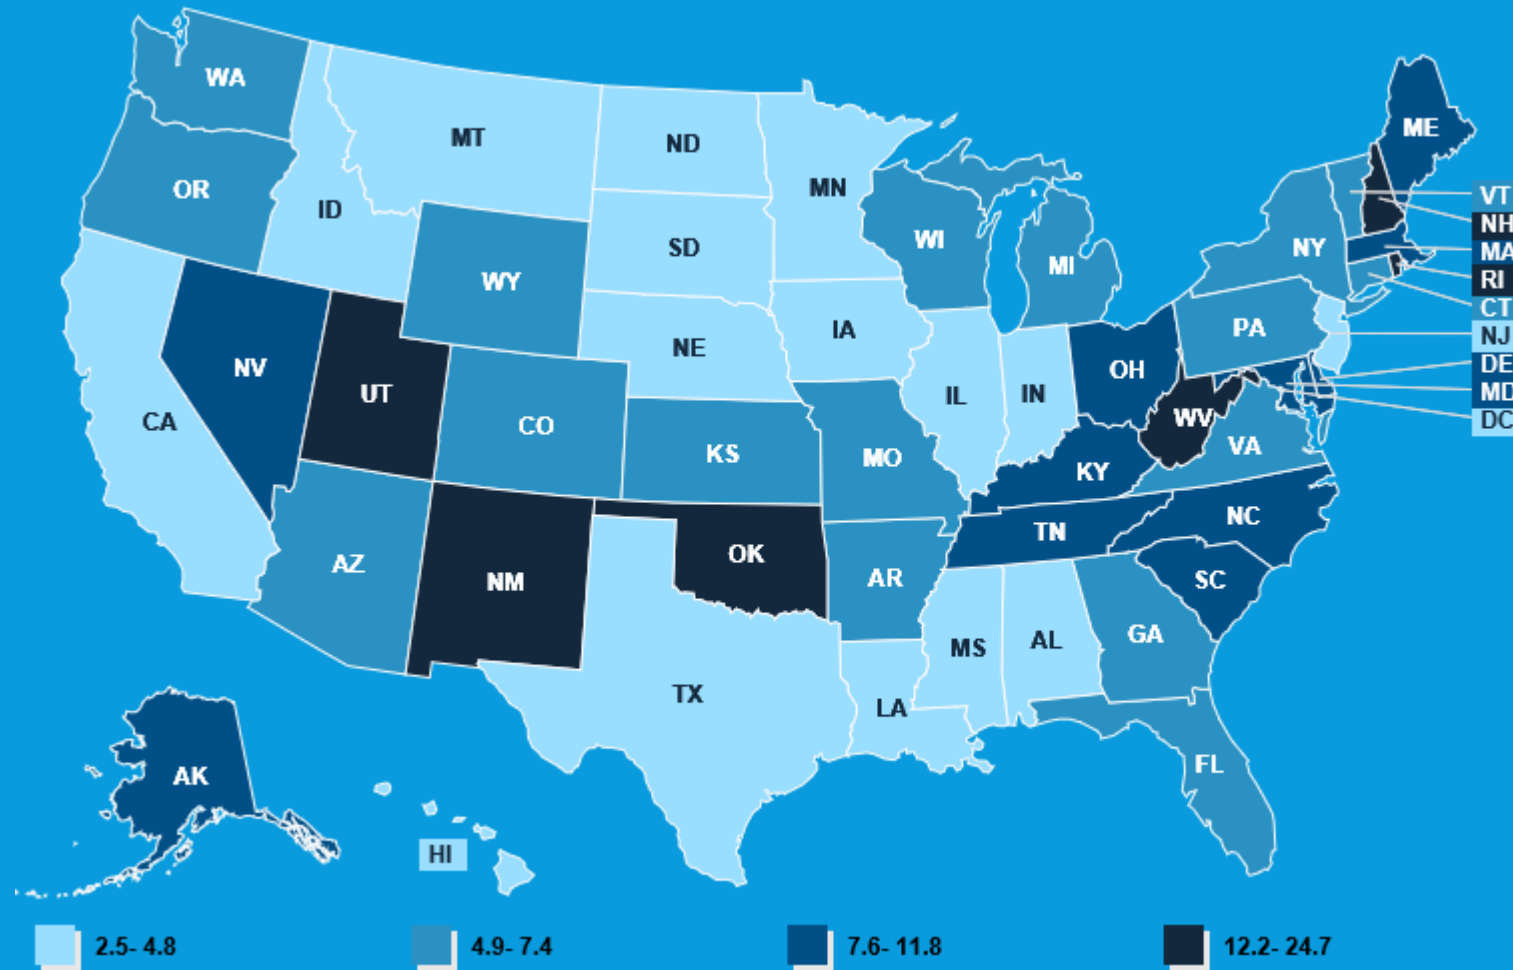 WA
MT
ND
MN
ME
OR
ID
SD
WI
MI
NY
VT
NH
MA
RI
CT
WY
NE
IA
PA
NJ
NV
UT
CO
IL
IN
OH
DE
MD
DC
CA
KS
MO
WV
VA
KY
AZ
NM
OK
AR
TN
NC
SC
MS
AL
GA
TX
LA
FL
AK
HI
2.5- 4.8
4.9- 7.4
7.6- 11.8
12.2- 24.7